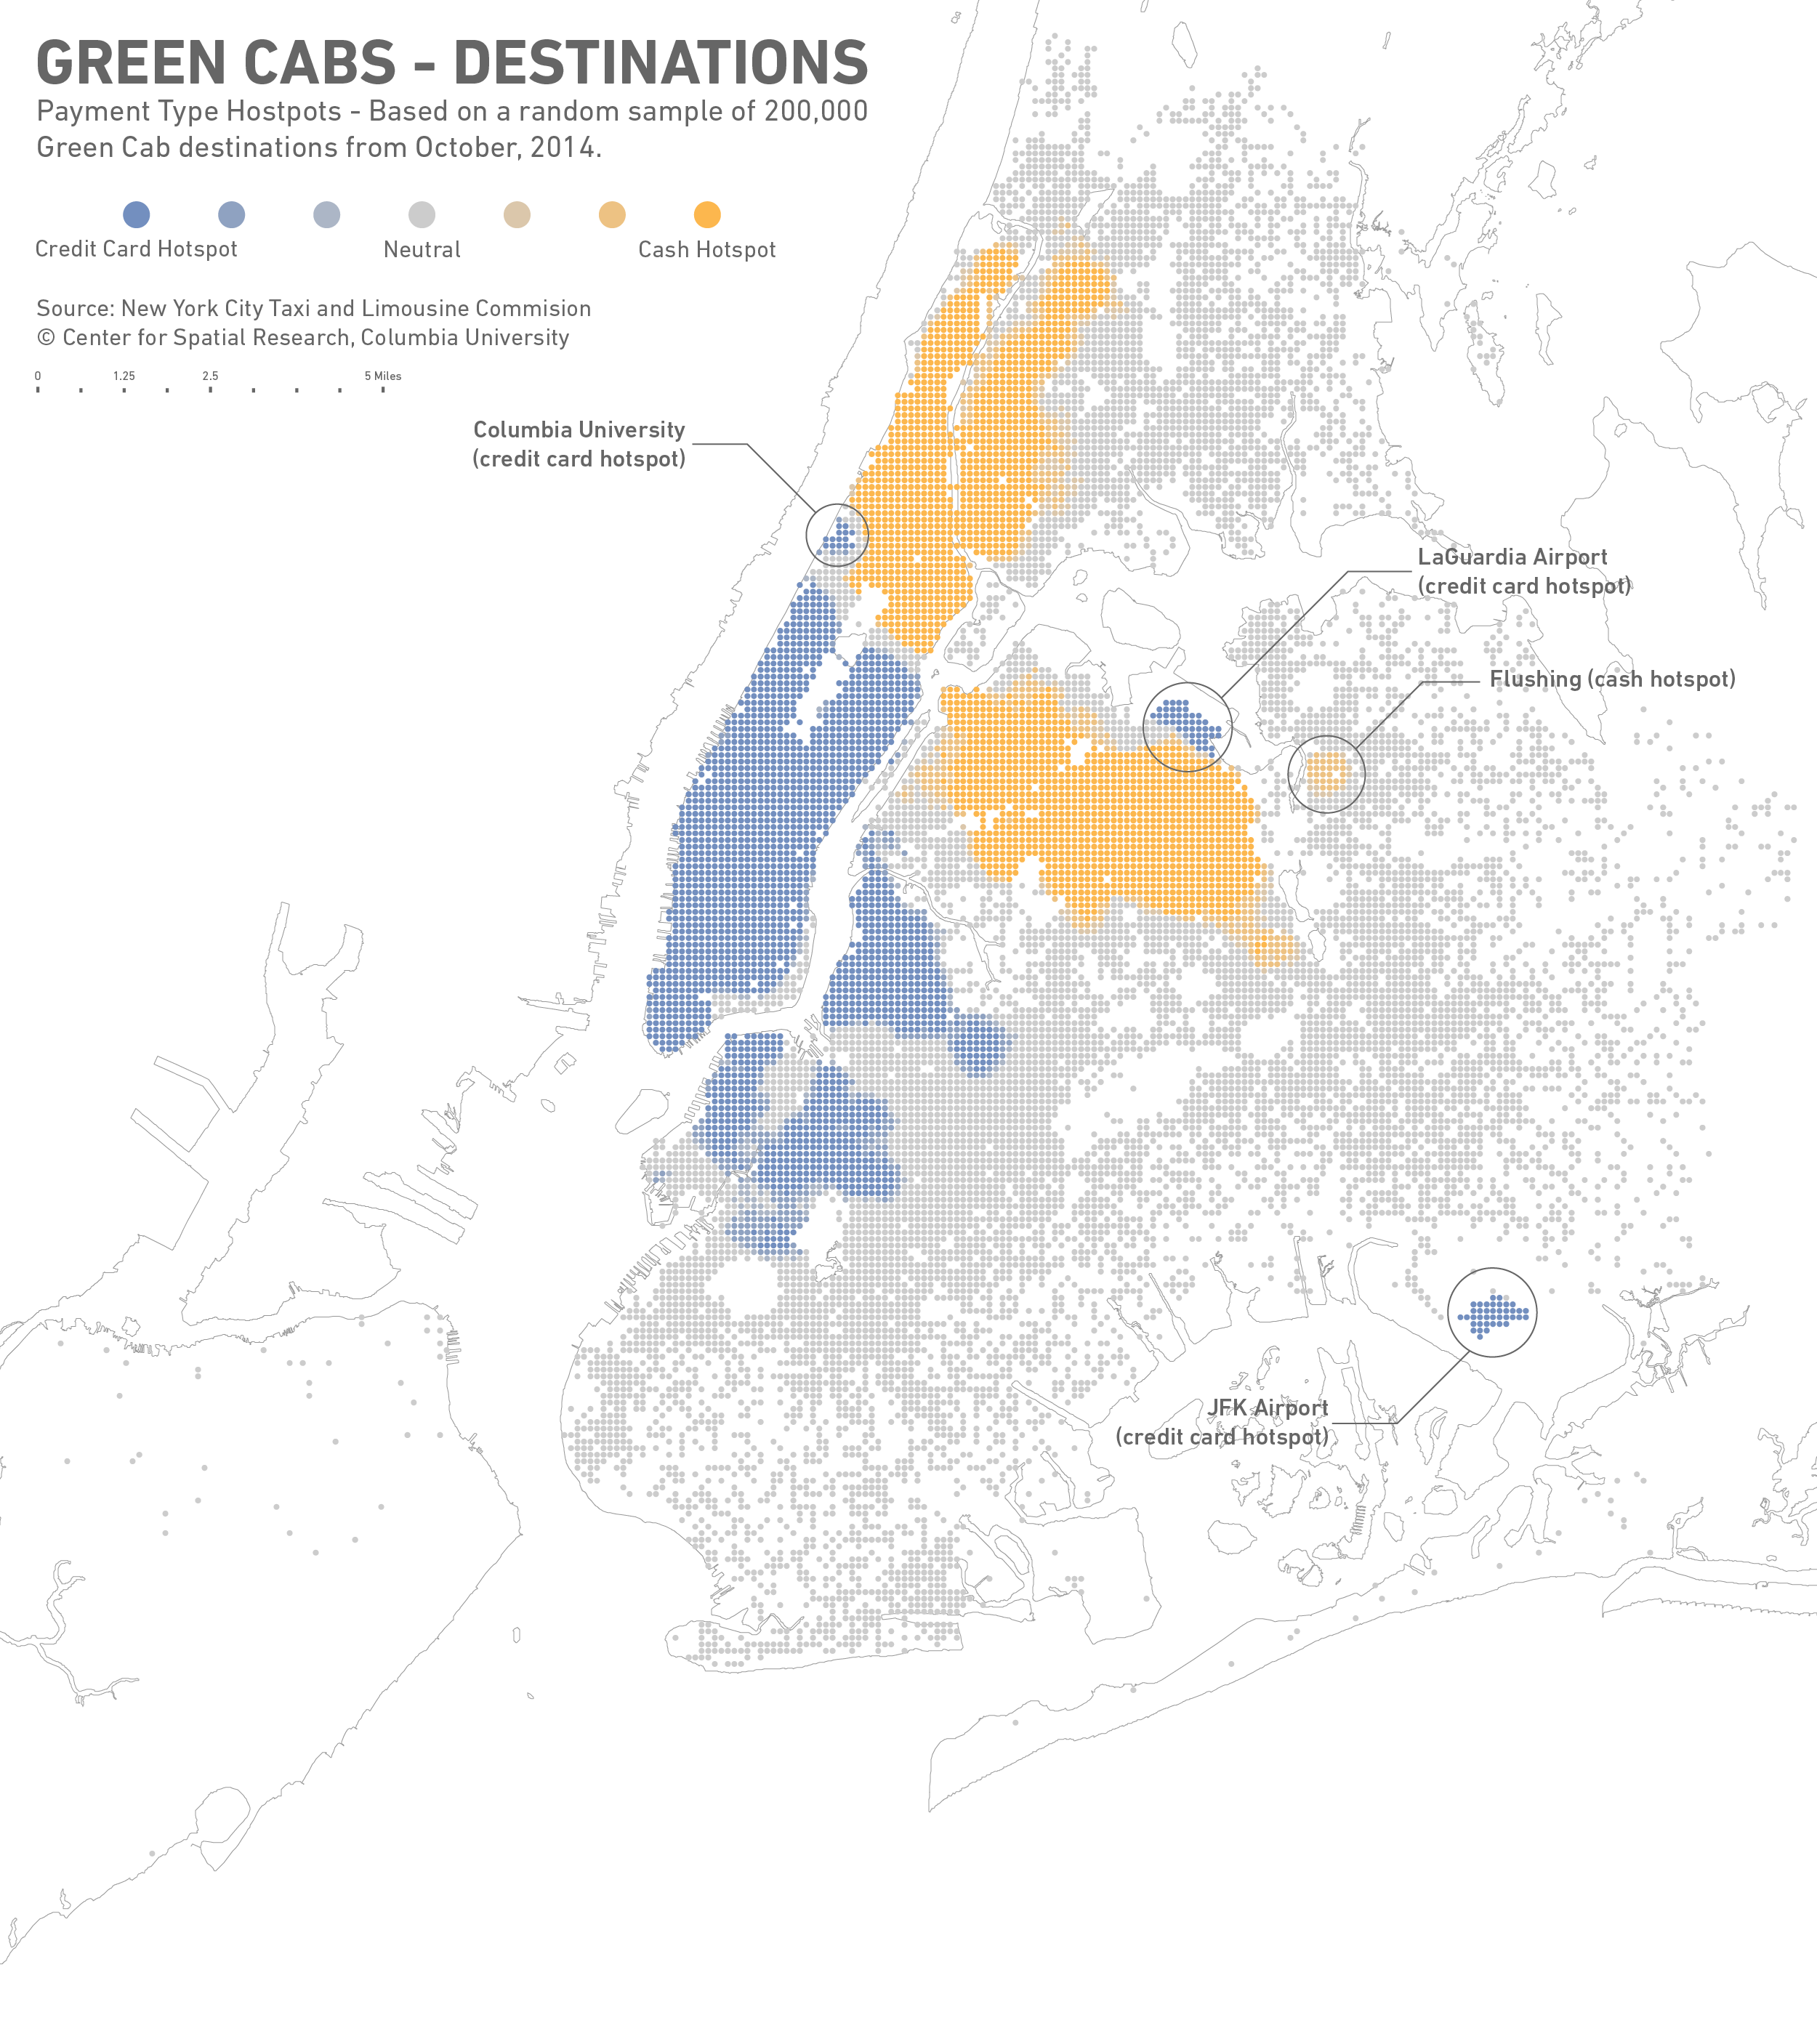 GREEN CABS - DESTINATIONS
Payment Type Hostpots - Based on a random sample of 200,000
Green Cab destinations from October, 2014.
Credit Card Hotspot
Neutral
Cash Hotspot
Source: New York City Taxi and Limousine Commision
© Center for Spatial Research, Columbia University
0 1.25 2.5 5 Miles
Columbia University
(credit card hotspot)
LaGuardia Airport
(credit card hotspot)
Flushing (cash hotspot)
JFK Airport
(credit card hotspot)